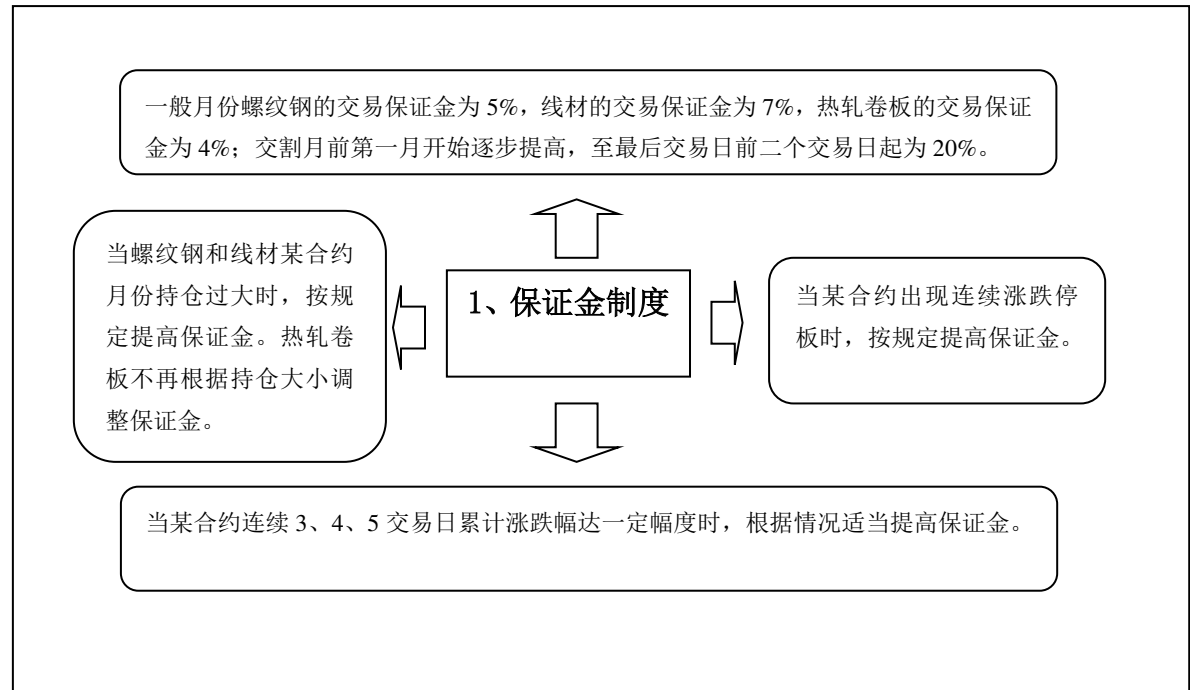 一般月份螺纹钢的交易保证金为 5%，线材的交易保证金为 7%，热轧卷板的交易保证
金为 4%；交割月前第一月开始逐步提高，至最后交易日前二个交易日起为 20%。
当螺纹钢和线材某合约
月份持仓过大时，按规
定提高保证金。热轧卷
板不再根据持仓大小调
整保证金。
1、保证金制度
当某合约出现连续涨跌停
板时，按规定提高保证金。
当某合约连续 3、4、5 交易日累计涨跌幅达一定幅度时，根据情况适当提高保证金。